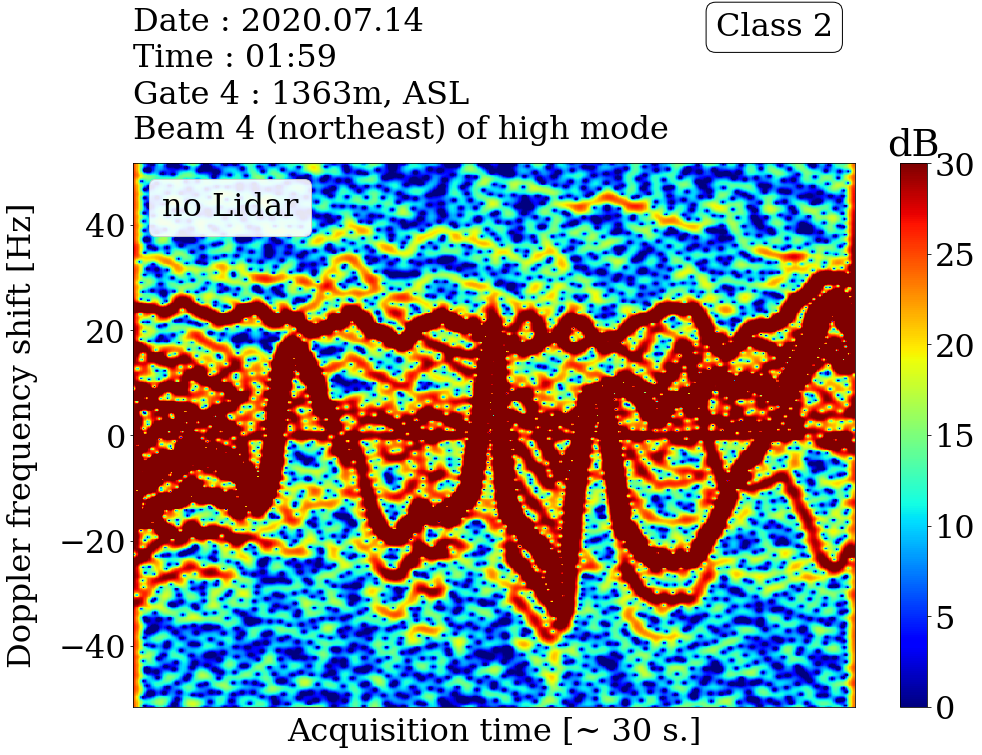 Date : 2020.07.14
Time : 01:59
Gate 4 : 1363m, ASL
Beam 4 (northeast) of high mode
Class 2
dB
no Lidar
Doppler frequency shift [Hz]
40
20
0
−20
−40
Acquisition time [~ 30 s.]
30
25
20
15
10
5
0